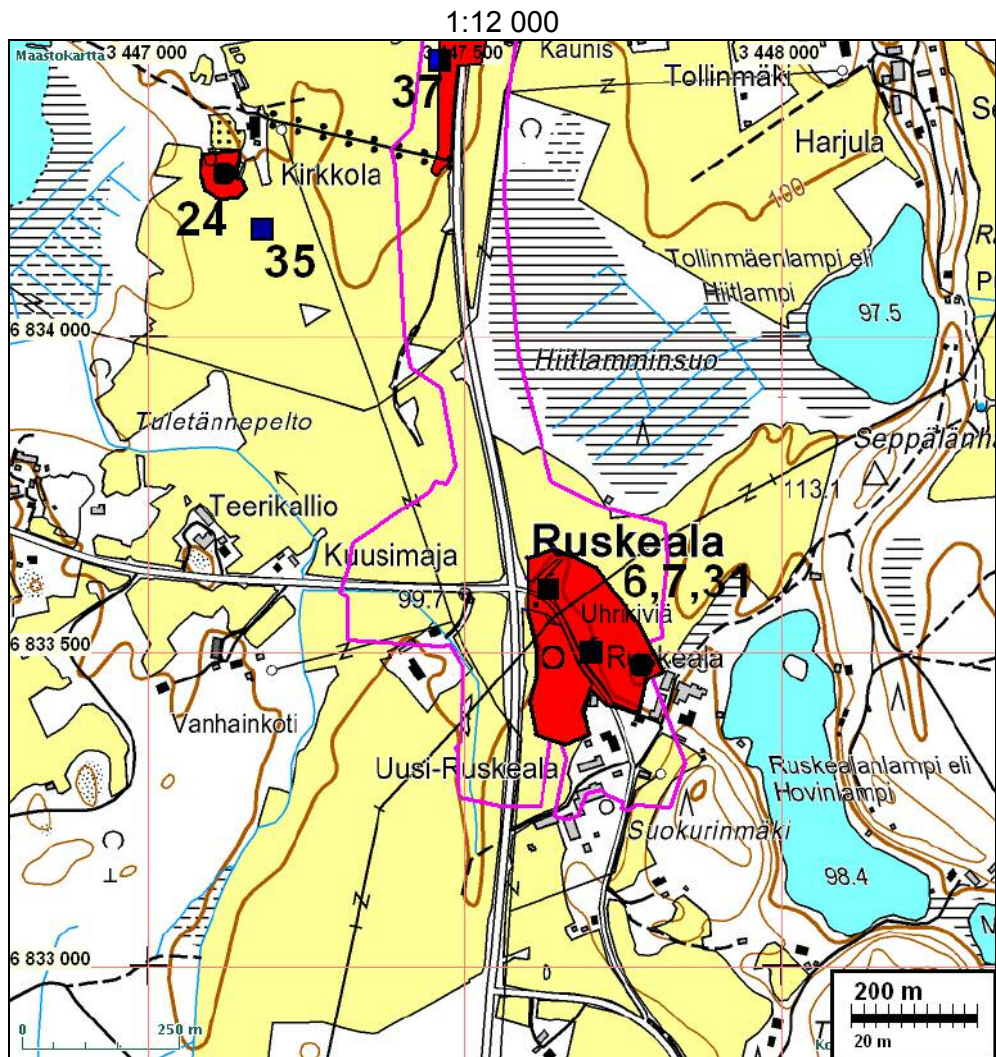 1:12 000
Maastokartta
3 447 000
3 447 500
3 448 000
Kaunis
Tollinmäki
37
Harjula
Kirkkola
24
35
100
Tollinmäenlampi eli
Hiitlampi
97.5
6 834 000
Hiitlamminsuo
Tuletännepelto
Seppälänha
113.1
Teerikallio
Kuusimaja
Ruskeala
6,7,31
99.7
Uhrikiviä
6 833 500
Ruskeala
Vanhainkoti
Uusi-Ruskeala
Ruskealanlampi eli
Hovinlampi
Suokurinmäki
98.4
6 833 000
200 m
20 m
0
250 m